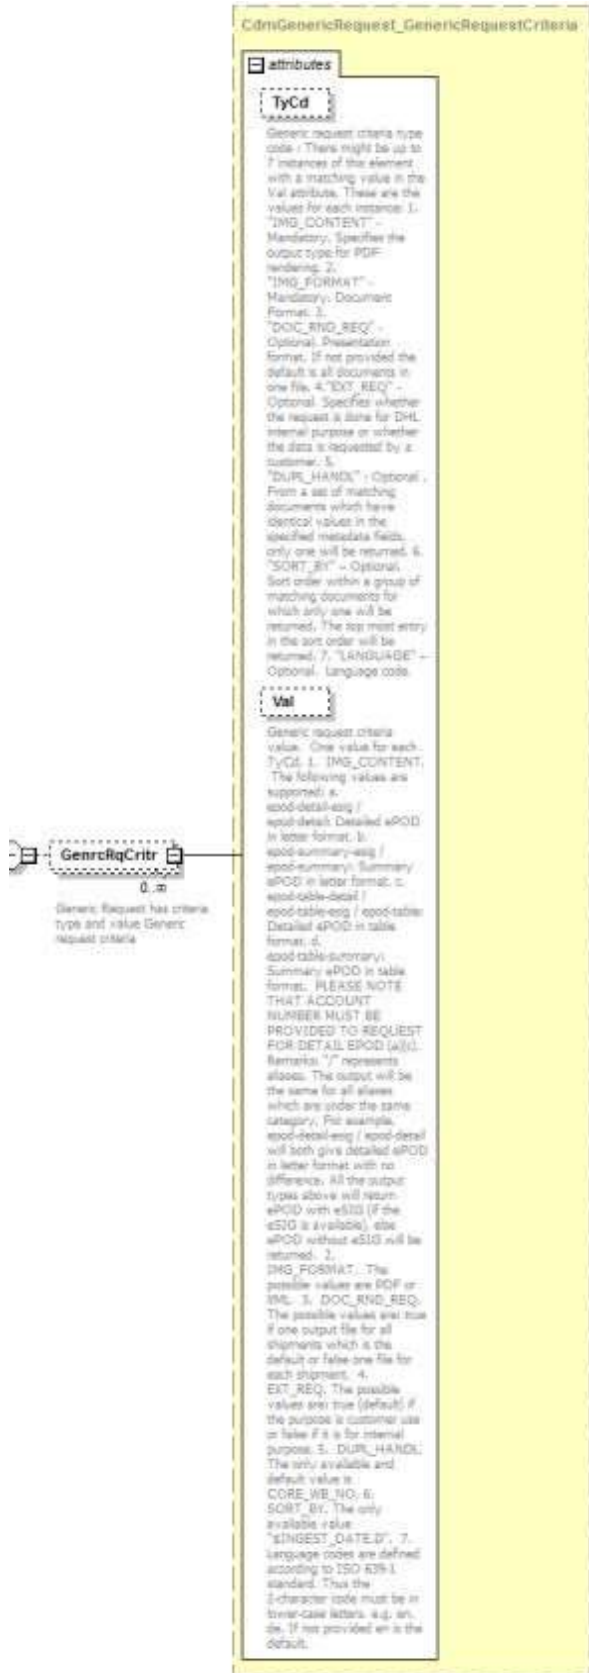 CdmGenericRequest_GenericRequestCriteria
attributes
TyCd
Generic request criteria type
code : There might be up to
7 instances of this element
with a matching value in the
Val attribute. These are the
values for each instance: 1.
"IMG_CONTENT" -
Mandatory. Specifies the
output type for PDF
rendering. 2.
"IMG_FORMAT" -
Mandatory. Document
Format. 3.
"DOC_RND_REQ" -
Optional. Presentation
format. If not provided the
default is all documents in
one file. 4."EXT_REQ" –
Optional. Specifies whether
the request is done for DHL
internal purpose or whether
the data is requested by a
customer. 5.
"DUPL_HANDL" - Optional .
From a set of matching
documents which have
identical values in the
specified metadata fields,
only one will be returned. 6.
"SORT_BY" – Optional.
Sort order within a group of
matching documents for
which only one will be
returned. The top most entry
in the sort order will be
returned. 7. "LANGUAGE" –
Optional. Language code.
Val
Generic request criteria
value. One value for each
TyCd. 1. IMG_CONTENT.
The following values are
supported: a.
epod-detail-esig /
epod-detail: Detailed ePOD
in letter format. b.
epod-summary-esig /
epod-summary: Summary
ePOD in letter format. c.
epod-table-detail /
epod-table-esig / epod-table:
Detailed ePOD in table
format. d.
epod-table-summary:
Summary ePOD in table
format. PLEASE NOTE
THAT ACCOUNT
NUMBER MUST BE
PROVIDED TO REQUEST
FOR DETAIL EPOD (a)(c).
Remarks: "/" represents
aliases. The output will be
the same for all aliases
which are under the same
category. For example,
epod-detail-esig / epod-detail
will both give detailed ePOD
in letter format with no
difference. All the output
types above will return
ePOD with eSIG (if the
eSIG is available), else
ePOD without eSIG will be
returned. 2.
IMG_FORMAT. The
possible values are PDF or
XML. 3. DOC_RND_REQ.
The possible values are: true
if one output file for all
shipments which is the
default or false one file for
each shipment. 4.
EXT_REQ. The possible
values are: true (default) if
the purpose is customer use
or false if it is for internal
purpose. 5. DUPL_HANDL.
The only available and
default value is
CORE_WB_NO. 6.
SORT_BY. The only
available value
"$INGEST_DATE,D". 7.
Language codes are defined
according to ISO 639-1
standard. Thus the
2-character code must be in
lower-case letters. e.g. en,
de. If not provided en is the
default.
GenrcRqCritr
0..∞
Generic Request has criteria
type and value Generic
request criteria